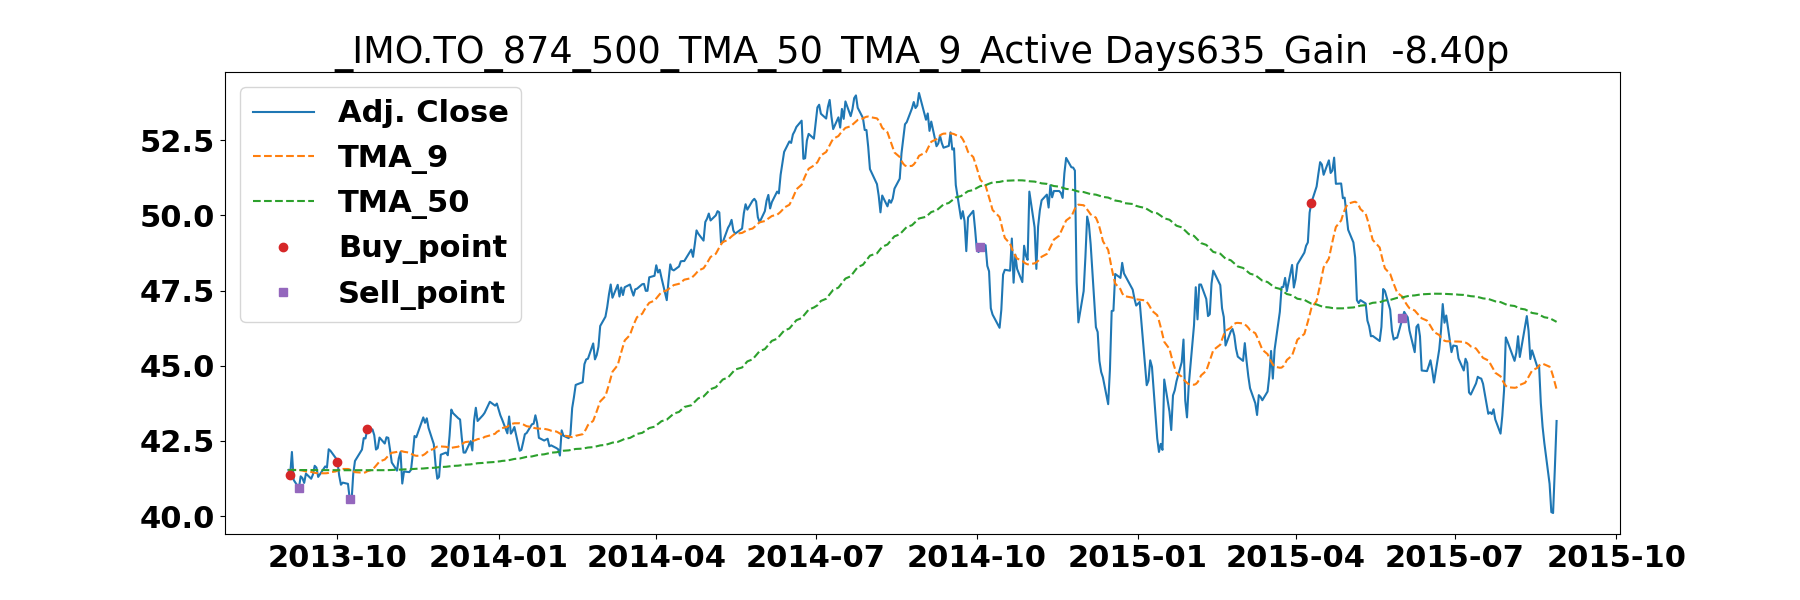 _IMO.TO_874_500_TMA_50_TMA_9_Active Days635_Gain  -8.40p
Adj. Close
TMA_9
TMA_50
Buy_point
Sell_point
52.5
50.0
47.5
45.0
42.5
40.0
2013-10 2014-01 2014-04 2014-07 2014-10 2015-01 2015-04 2015-07 2015-10